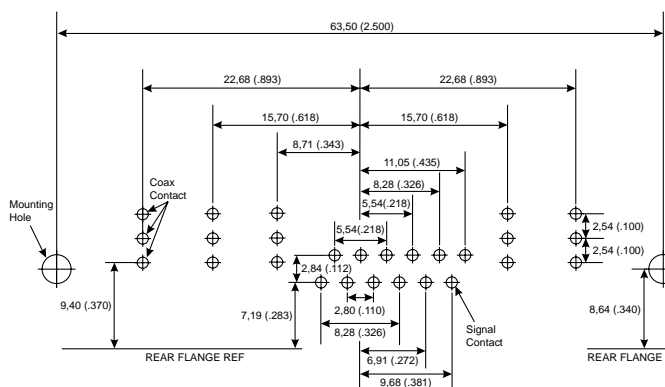 63,50 (2.500)
22,68 (.893)
22,68 (.893)
15,70 (.618)
15,70 (.618)
8,71 (.343)
11,05 (.435)
8,28 (.326)
Coax
Contact
Mounting
Hole
5,54(.218)
5,54(.218)
2,54 (.100)
2,54 (.100)
2,84 (.112)
9,40 (.370)
7,19 (.283)
2,80 (.110)
8,28 (.326)
Signal
Contact
8,64 (.340)
REAR FLANGE REF
6,91 (.272)
REAR FLANGE
9,68 (.381)